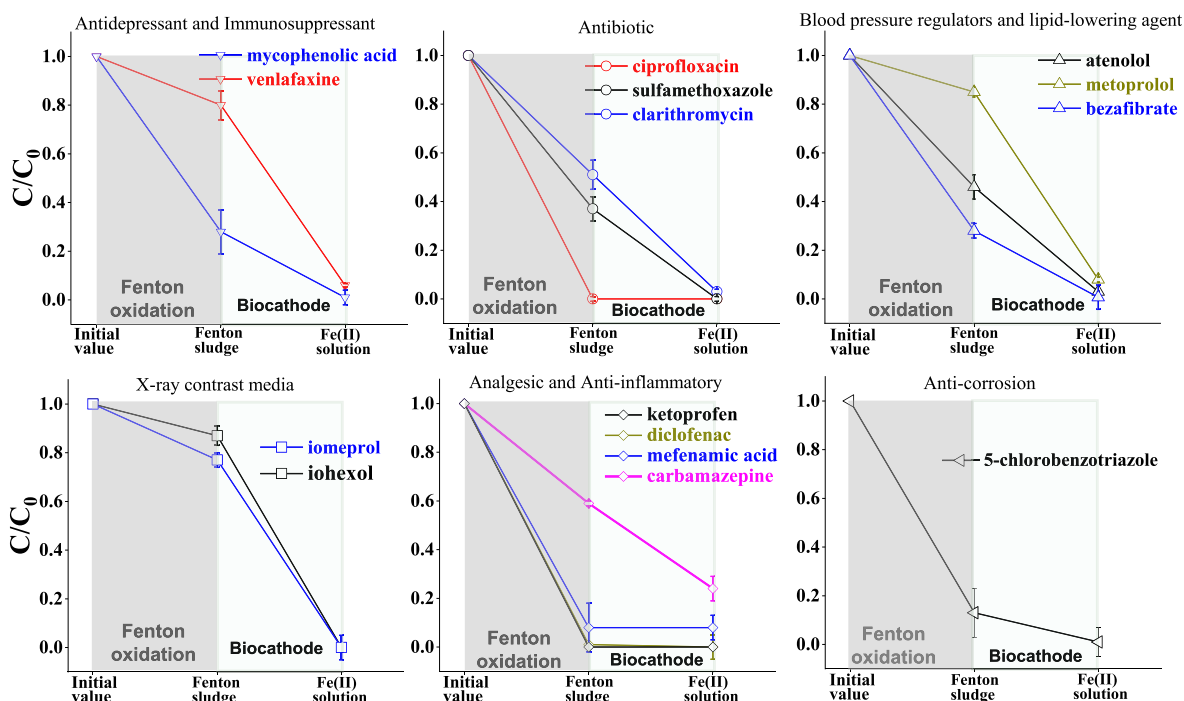 Antidepressant and Immunosuppressant
mycophenolic acid
venlafaxine
C/C0
1.0
0.8
0.6
0.4
0.2
0.0
Fenton
oxidation
Biocathode
Initial
value
Fenton
sludge
Fe(II)
solution
Antibiotic
ciprofloxacin
sulfamethoxazole
clarithromycin
1.0
0.8
0.6
0.4
0.2
0.0
Fenton
oxidation
Biocathode
Initial
value
Fenton
sludge
Fe(II)
solution
Blood pressure regulators and lipid-lowering agent
atenolol
metoprolol
bezafibrate
1.0
0.8
0.6
0.4
0.2
0.0
Fenton
oxidation
Biocathode
Initial
value
Fenton
sludge
Fe(II)
solution
X-ray contrast media
iomeprol
iohexol
C/C0
1.0
0.8
0.6
0.4
0.2
0.0
Fenton
oxidation
Biocathode
Initial
value
Fenton
sludge
Fe(II)
solution
Analgesic and Anti-inflammatory
ketoprofen
diclofenac
mefenamic acid
carbamazepine
1.0
0.8
0.6
0.4
0.2
0.0
Fenton
oxidation
Biocathode
Initial
value
Fenton
sludge
Fe(II)
solution
Anti-corrosion
5-chlorobenzotriazole
1.0
0.8
0.6
0.4
0.2
0.0
Fenton
oxidation
Biocathode
Initial
value
Fenton
sludge
Fe(II)
solution